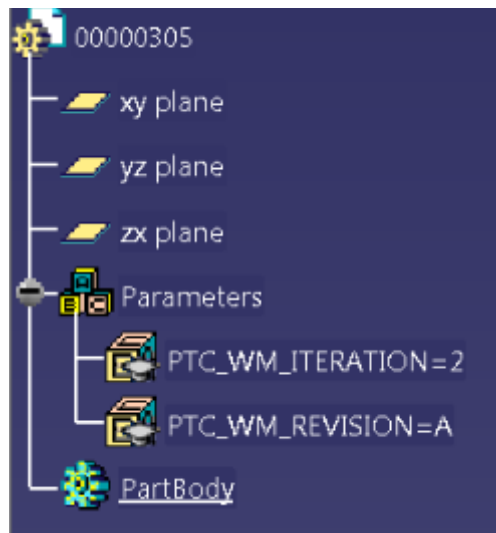 00000305
xy plane
yz plane
zx plane
Parameters
PTC_WM_ITERATION=2
PTC_WM_REVISION=A
PartBody